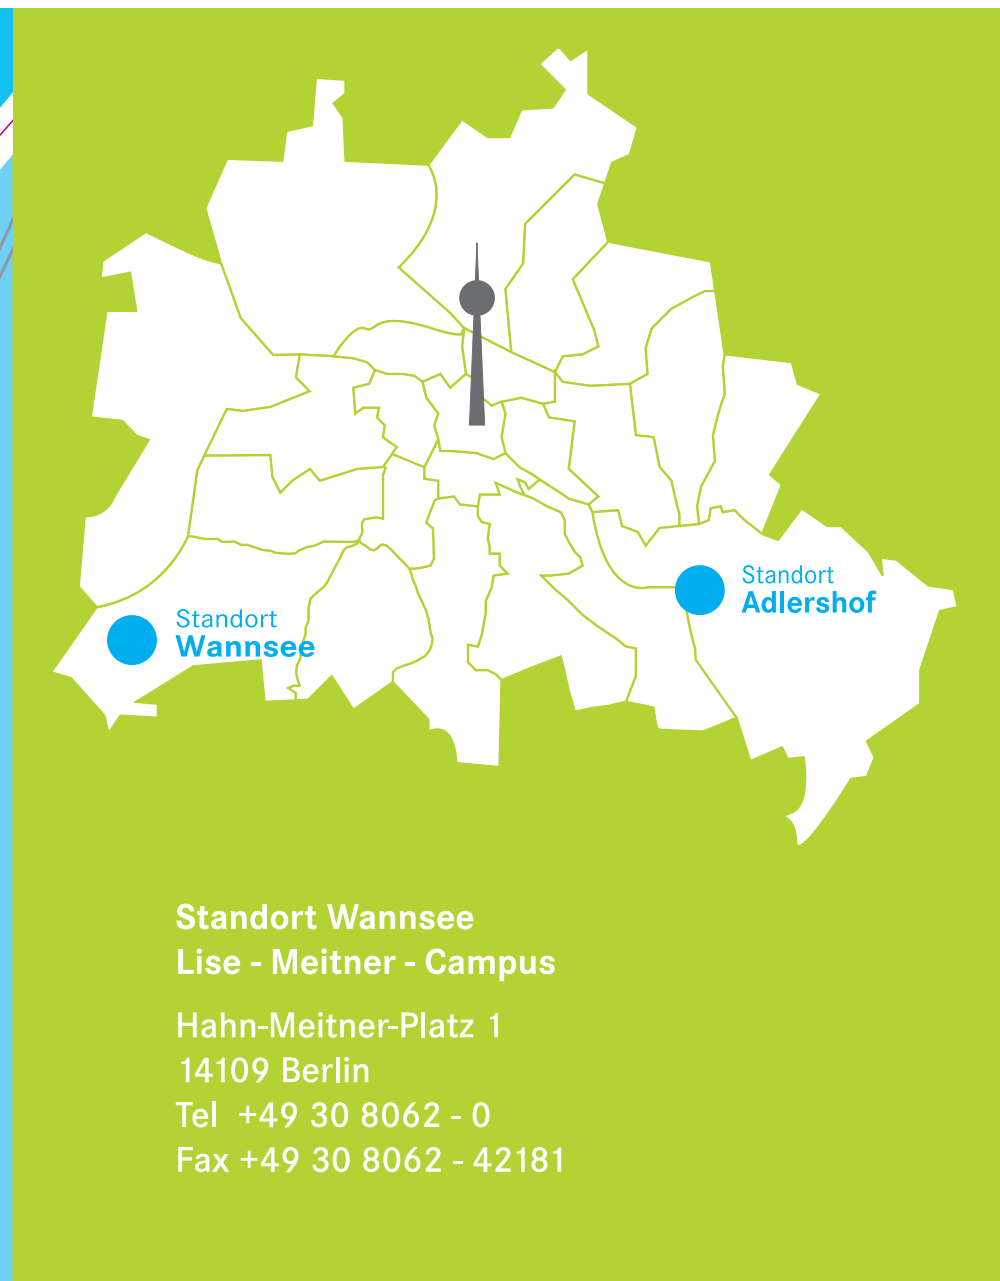 Standort
Adlershof
Standort
Wannsee
Standort Wannsee
Lise - Meitner - Campus
Hahn-Meitner-Platz 1
14109 Berlin
Tel +49 30 8062 - 0
Fax +49 30 8062 - 42181